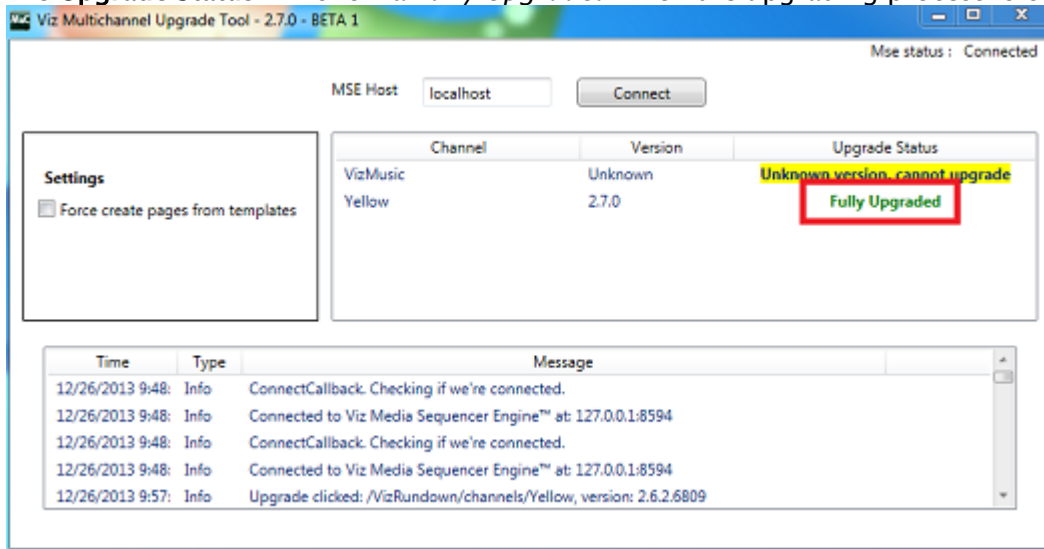 Viz Multichannel Upgrade Tool - 2.7.0 - BETA 1
Mse status : Connected
MSE Host localhost Connect
Channel Version Upgrade Status
Settings
Force create pages from templates
VizMusic Unknown Unknown version, cannot upgrade
Yellow 2.7.0 Fully Upgraded
Time Type Message
12/26/2013 9:48: Info ConnectCallback. Checking if we're connected.
12/26/2013 9:48: Info Connected to Viz Media Sequencer Engine™ at: 127.0.0.1:8594
12/26/2013 9:48: Info ConnectCallback. Checking if we're connected.
12/26/2013 9:48: Info Connected to Viz Media Sequencer Engine™ at: 127.0.0.1:8594
12/26/2013 9:57: Info Upgrade clicked: /VizRundown/channels/Yellow, version: 2.6.2.6809